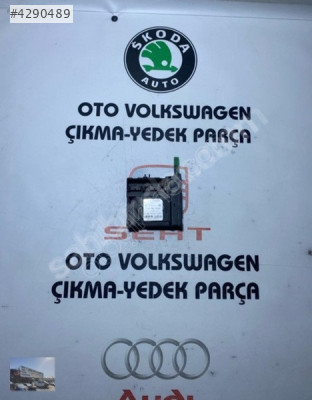 #4290489
ŠKODA
AUTO
OTO VOLKSWAGEN
ÇIKMA-YEDEK PARÇA
SEAT
OTO VOLKSWAGEN
ÇIKMA-YEDEK PARÇA
Audi